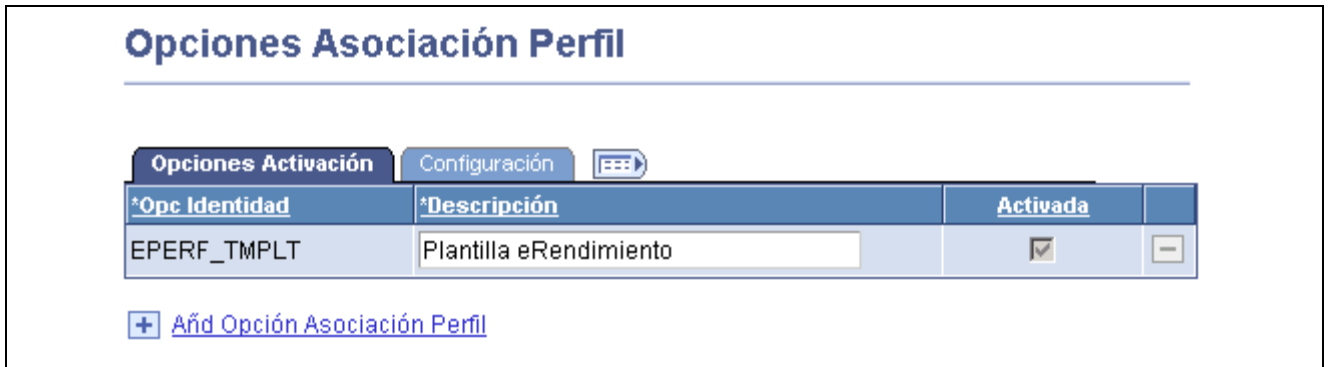 Opciones Asociación Perfil
Opciones Activación Configuración
*Opc Identidad *Descripción Activada
EPERF_TMPLT Plantilla eRendimiento
Añd Opción Asociación Perfil